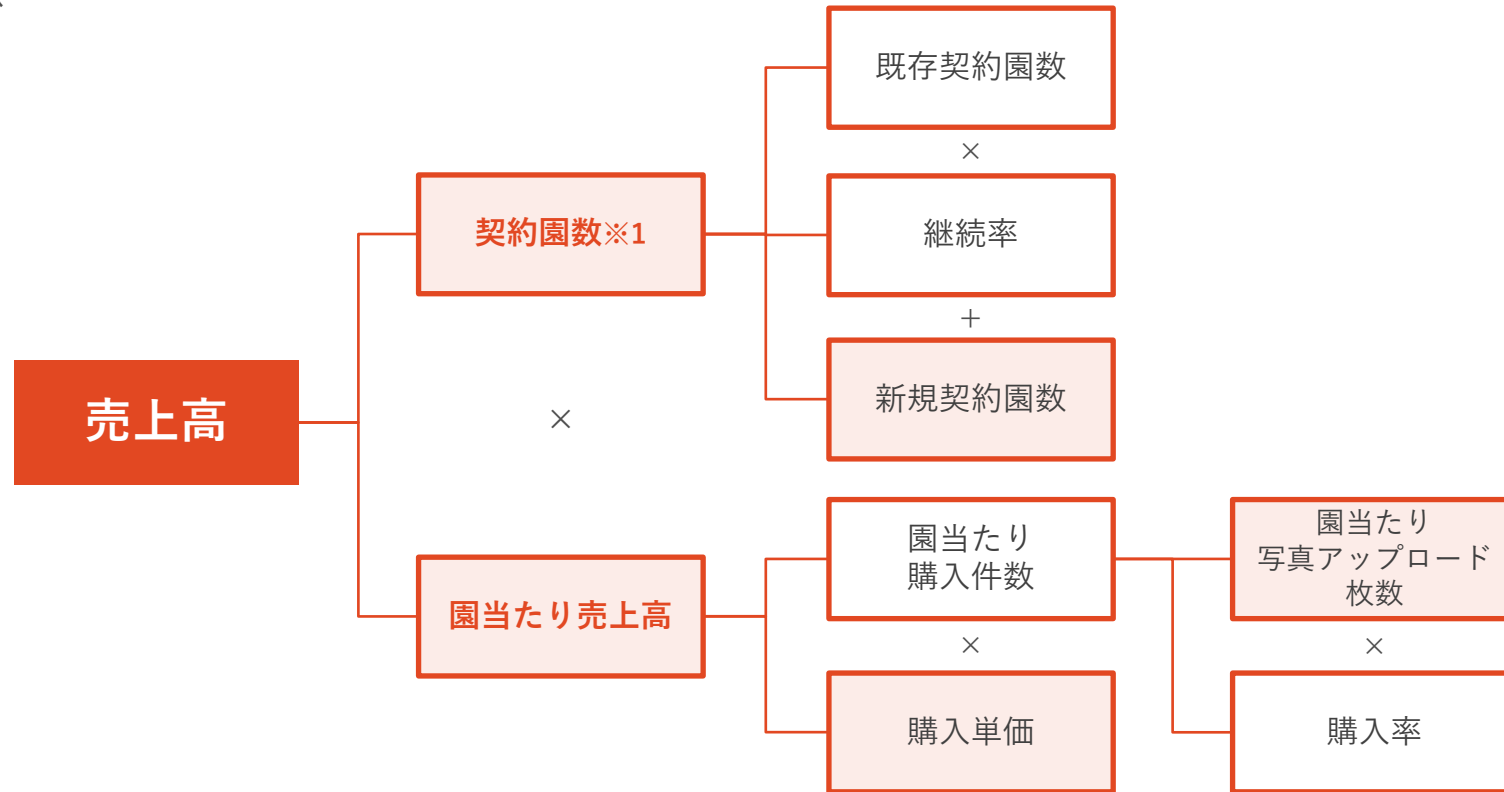 既存契約園数
×
契約園数※1
継続率
+
新規契約園数
売上高
×
園当たり
購入件数
園当たり
写真アップロード
枚数
園当たり売上高
×
×
購入単価
購入率